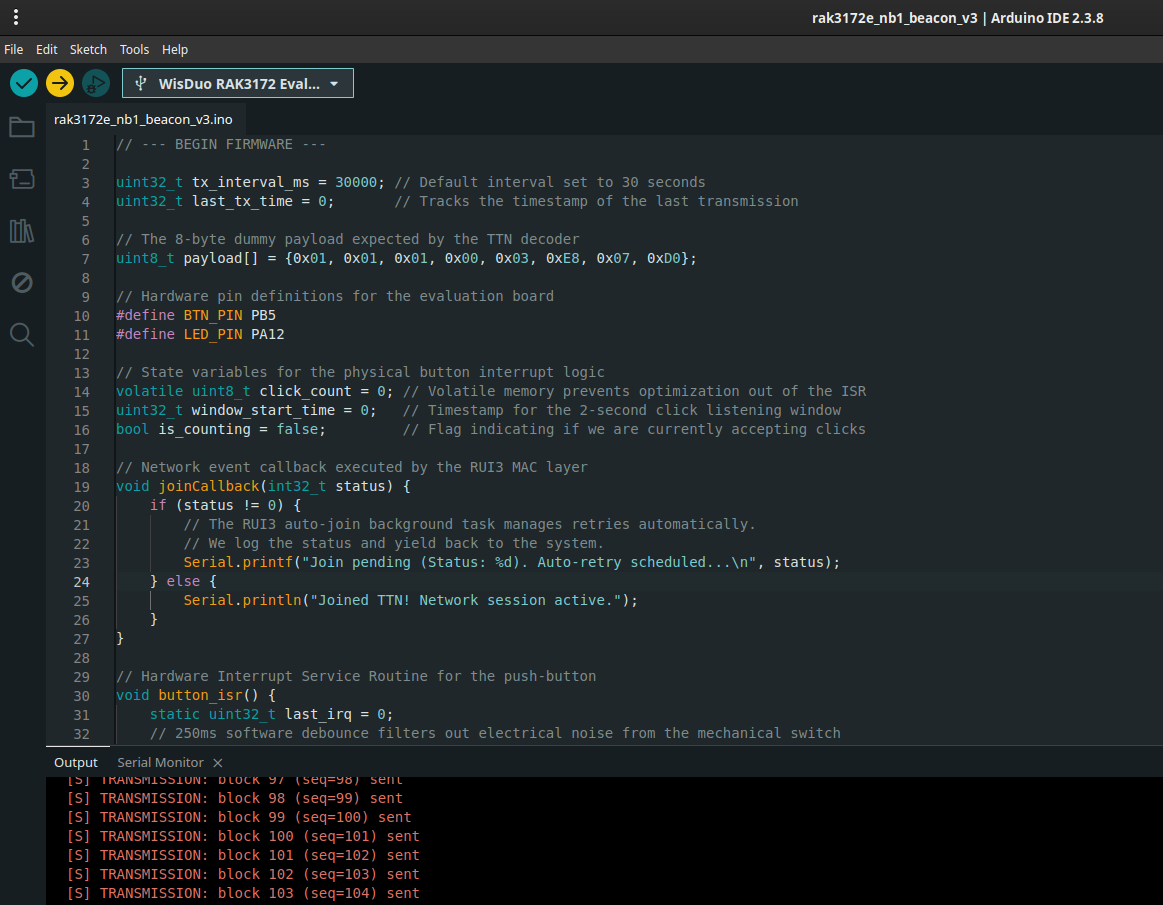 rak3172e_nb1_beacon_v3 | Arduino IDE 2.3.8
File Edit Sketch Tools Help
WisDuo RAK3172 Eval...
rak3172e_nb1_beacon_v3.ino
1 // --- BEGIN FIRMWARE ---
2
3 uint32_t tx_interval_ms = 30000; // Default interval set to 30 seconds
4 uint32_t last_tx_time = 0;       // Tracks the timestamp of the last transmission
5
6 // The 8-byte dummy payload expected by the TTN decoder
7 uint8_t payload[] = {0x01, 0x01, 0x01, 0x00, 0x03, 0xE8, 0x07, 0xD0};
8
9 // Hardware pin definitions for the evaluation board
10 #define BTN_PIN PB5
11 #define LED_PIN PA12
12
13 // State variables for the physical button interrupt logic
14 volatile uint8_t click_count = 0; // Volatile memory prevents optimization out of the ISR
15 uint32_t window_start_time = 0;   // Timestamp for the 2-second click listening window
16 bool is_counting = false;         // Flag indicating if we are currently accepting clicks
17
18 // Network event callback executed by the RUI3 MAC layer
19 void joinCallback(int32_t status) {
20     if (status != 0) {
21         // The RUI3 auto-join background task manages retries automatically.
22         // We log the status and yield back to the system.
23         Serial.printf("Join pending (Status: %d). Auto-retry scheduled...\n", status);
24     } else {
25         Serial.println("Joined TTN! Network session active.");
26     }
27 }
28
29 // Hardware Interrupt Service Routine for the push-button
30 void button_isr() {
31     static uint32_t last_irq = 0;
32     // 250ms software debounce filters out electrical noise from the mechanical switch
Output Serial Monitor
[S] TRANSMISSION: block 97 (seq=98) sent
[S] TRANSMISSION: block 98 (seq=99) sent
[S] TRANSMISSION: block 99 (seq=100) sent
[S] TRANSMISSION: block 100 (seq=101) sent
[S] TRANSMISSION: block 101 (seq=102) sent
[S] TRANSMISSION: block 102 (seq=103) sent
[S] TRANSMISSION: block 103 (seq=104) sent